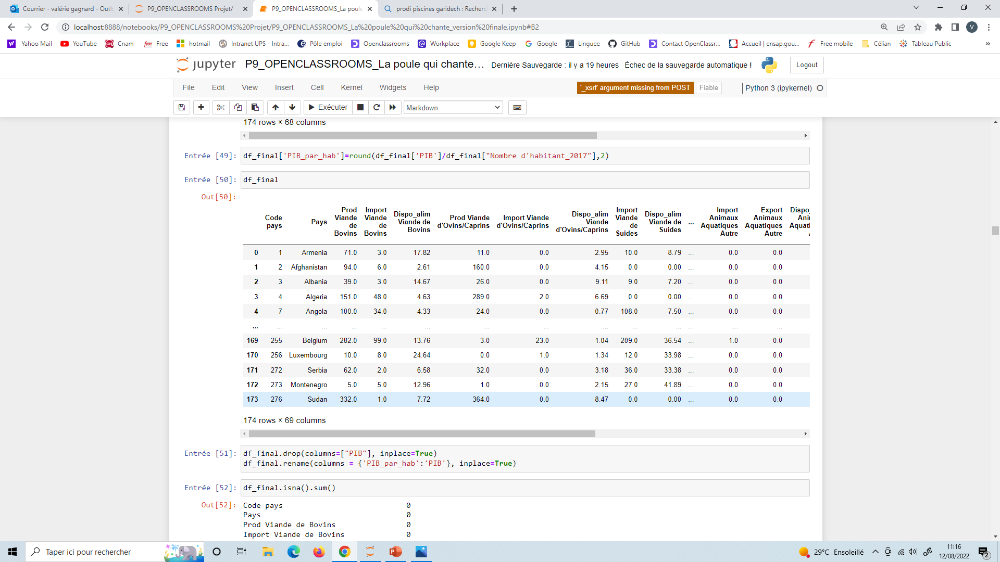 Courrier - valérie gagnard - Outl
P9_OPENCLASSROOMS Projet/
P9_OPENCLASSROOMS_La poule
prodi piscines garidech : Recherc
localhost:8888/notebooks/P9_OPENCLASSROOMS%20Projet/P9_OPENCLASSROOMS_La%20poule%20qui%20chante_version%20finale.ipynb#B2
V
Yahoo Mail YouTube Cnam Free hotmail Intranet UPS - Intra... Pôle emploi Openclassrooms Workplace Google Keep Google Linguee GitHub Contact OpenClassr... Accueil | ensap.gou... Free mobile Célian Tableau Public »
jupyter P9_OPENCLASSROOMS_La poule qui chante… Dernière Sauvegarde : il y a 19 heures Échec de la sauvegarde automatique ! Logout
File Edit View Insert Cell Kernel Widgets Help '_xsrf' argument missing from POST Fiable Python 3 (ipykernel)
Exécuter Markdown
174 rows × 68 columns
Entrée [49]: df_final['PIB_par_hab']=round(df_final['PIB']/df_final["Nombre d'habitant_2017"],2)
Entrée [50]: df_final
Out[50]:
Code pays Pays Prod Viande de Bovins Import Viande de Bovins Dispo_alim Viande de Bovins Prod Viande d'Ovins/Caprins Import Viande d'Ovins/Caprins Dispo_alim Viande d'Ovins/Caprins Import Viande de Suides Dispo_alim Viande de Suides ... Import Animaux Aquatiques Autre Export Animaux Aquatiques Autre Dispo_ Ani Aquati
0 1 Armenia 71.0 3.0 17.82 11.0 0.0 2.95 10.0 8.79 ... 0.0 0.0
1 2 Afghanistan 94.0 6.0 2.61 160.0 0.0 4.15 0.0 0.00 ... 0.0 0.0
2 3 Albania 39.0 3.0 14.67 26.0 0.0 9.11 9.0 7.20 ... 0.0 0.0
3 4 Algeria 151.0 48.0 4.63 289.0 2.0 6.69 0.0 0.00 ... 0.0 0.0
4 7 Angola 100.0 34.0 4.33 24.0 0.0 0.77 108.0 7.50 ... 0.0 0.0
... ... ... ... ... ... ... ... ... ... ... ... ... ...
169 255 Belgium 282.0 99.0 13.76 3.0 23.0 1.04 209.0 36.54 ... 1.0 0.0
170 256 Luxembourg 10.0 8.0 24.64 0.0 1.0 1.34 12.0 33.98 ... 0.0 0.0
171 272 Serbia 62.0 2.0 6.58 32.0 0.0 3.18 36.0 33.38 ... 0.0 0.0
172 273 Montenegro 5.0 5.0 12.96 1.0 0.0 2.15 27.0 41.89 ... 0.0 0.0
173 276 Sudan 332.0 1.0 7.72 364.0 0.0 8.47 0.0 0.00 ... 0.0 0.0
174 rows × 69 columns
Entrée [51]: df_final.drop(columns=["PIB"], inplace=True)
df_final.rename(columns = {'PIB_par_hab':'PIB'}, inplace=True)
Entrée [52]: df_final.isna().sum()
Out[52]: Code pays 0
Pays 0
Prod Viande de Bovins 0
Import Viande de Bovins 0
Taper ici pour rechercher
29°C Ensoleillé
11:16
12/08/2022
2